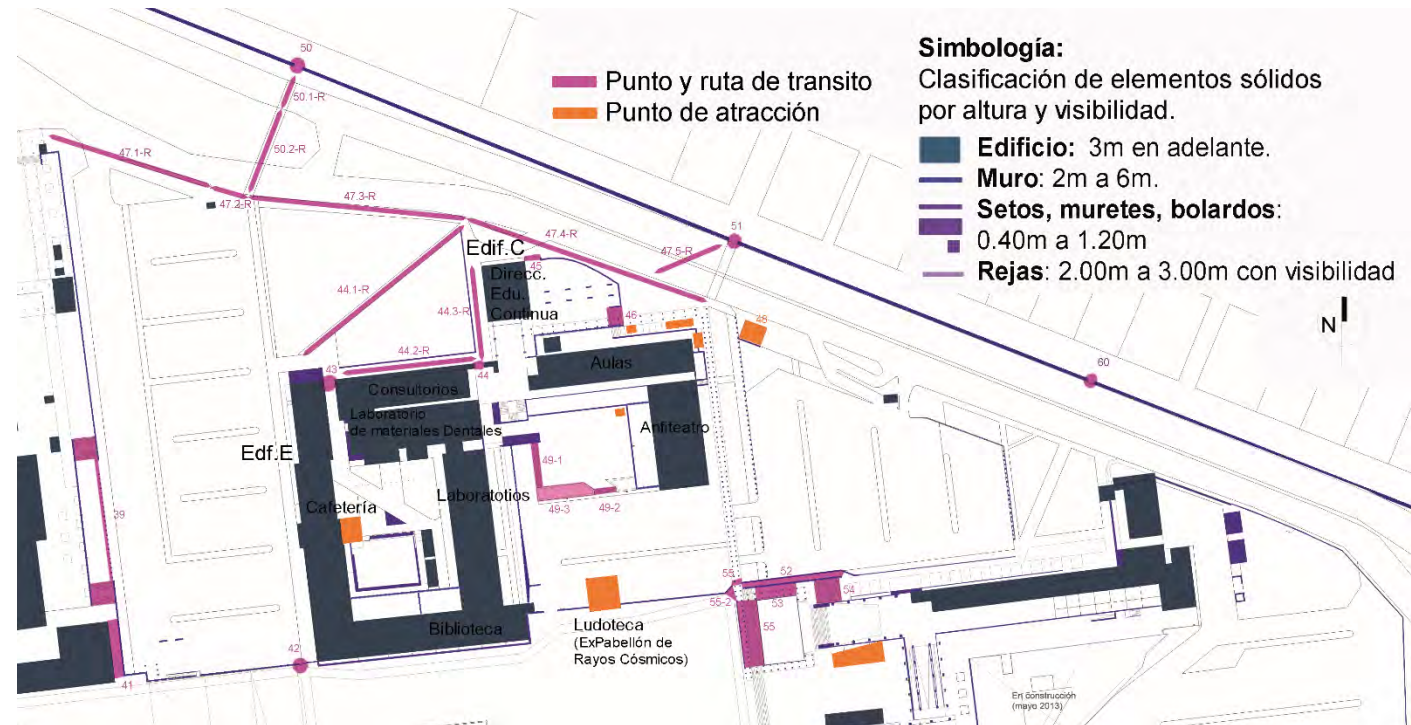 50
50.1-R
50.2-R
47.1-R
47.2-R
47.3-R
47.4-R
47.5-R
51
60
Punto y ruta de transito
Punto de atracción
Simbología:
Clasificación de elementos sólidos
por altura y visibilidad.
Edificio: 3m en adelante.
Muro: 2m a 6m.
Setos, muretes, bolardos:
0.40m a 1.20m
Rejas: 2.00m a 3.00m con visibilidad
N
Edif.C
45
Direcc.
Edu.
Continua
44.1-R
44.3-R
44.2-R
46
48
43
44
Aulas
Consultorios
Laboratorio
de materiales Dentales
Edf.E
Anfiteatro
49-1
49-3
49-2
Laboratotios
Cafetería
39
41
42
Biblioteca
Ludoteca
(ExPabellón de
Rayos Cósmicos)
55
52
55-2
53
54
55
En construcción
(mayo 2013)